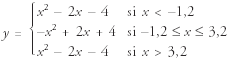 y = { x² − 2x − 4 si x < −1,2
−x² + 2x + 4 si −1,2 ≤ x ≤ 3,2
x² − 2x − 4 si x > 3,2